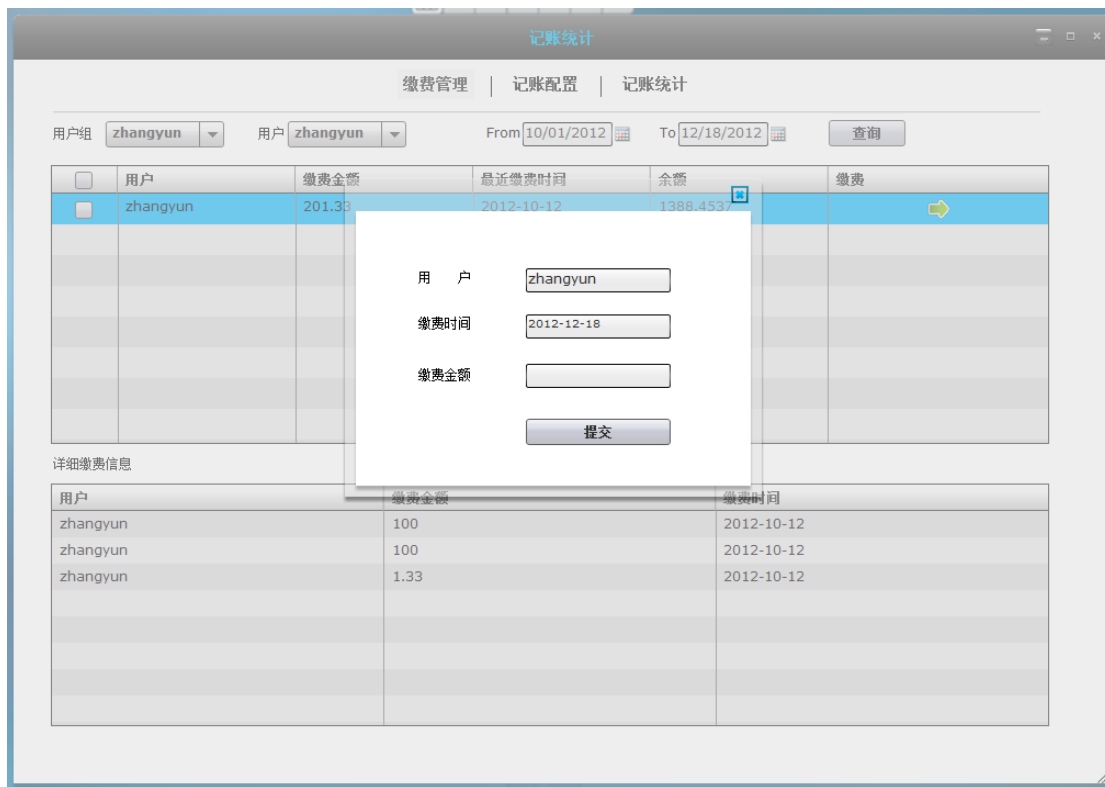 记账统计
缴费管理 | 记账配置 | 记账统计
用户组 zhangyun 用户 zhangyun From 10/01/2012 To 12/18/2012 查询
用户 缴费金额 最近缴费时间 余额 缴费
zhangyun 201.33 2012-10-12 1388.4537
用 户 zhangyun
缴费时间 2012-12-18
缴费金额
提交
详细缴费信息
用户 缴费金额 缴费时间
zhangyun 100 2012-10-12
zhangyun 100 2012-10-12
zhangyun 1.33 2012-10-12